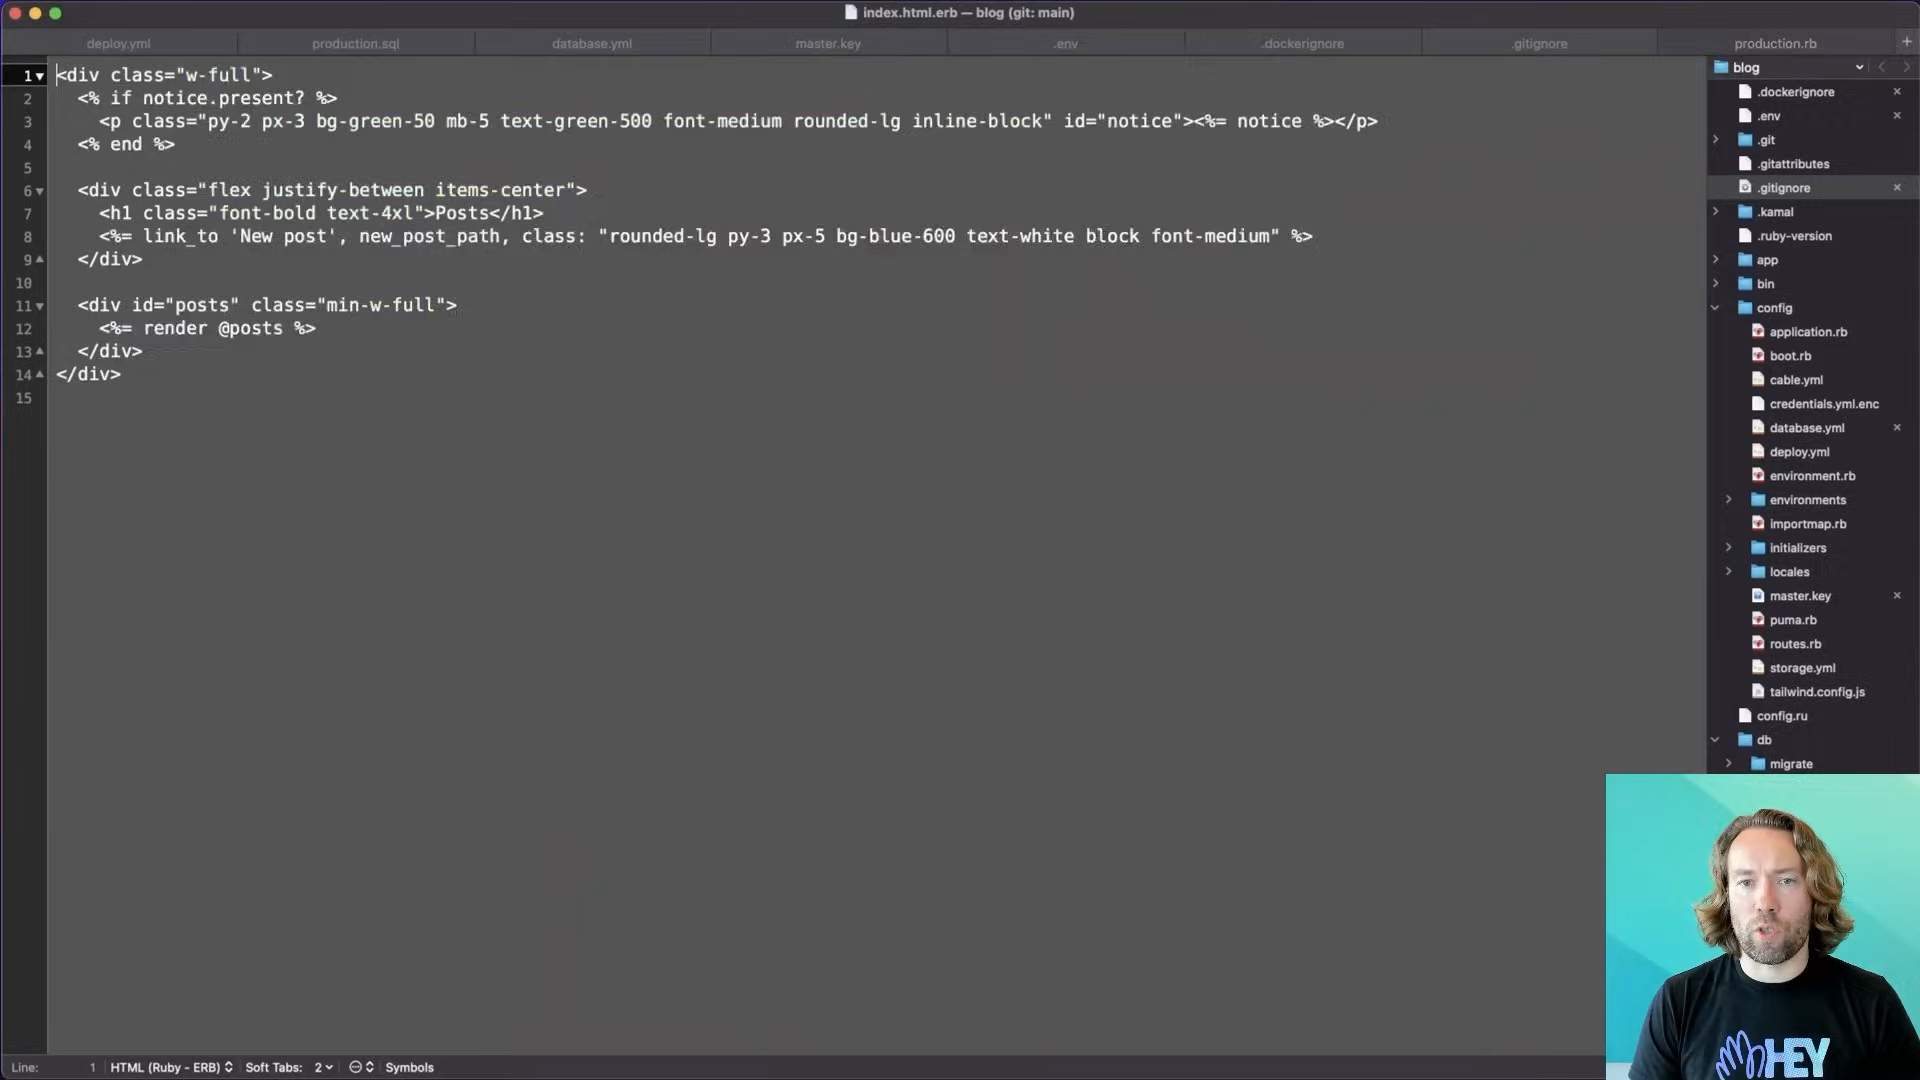 index.html.erb — blog (git: main)
deploy.yml
production.sql
database.yml
master.key
.env
.dockerignore
.gitignore
production.rb
+
1 <div class="w-full">
2 <% if notice.present? %>
3 <p class="py-2 px-3 bg-green-50 mb-5 text-green-500 font-medium rounded-lg inline-block" id="notice"><%= notice %></p>
4 <% end %>
5
6 <div class="flex justify-between items-center">
7 <h1 class="font-bold text-4xl">Posts</h1>
8 <%= link_to 'New post', new_post_path, class: "rounded-lg py-3 px-5 bg-blue-600 text-white block font-medium" %>
9 </div>
10
11 <div id="posts" class="min-w-full">
12 <%= render @posts %>
13 </div>
14 </div>
15
blog
.dockerignore
.env
.git
.gitattributes
.gitignore
.kamal
.ruby-version
app
bin
config
application.rb
boot.rb
cable.yml
credentials.yml.enc
database.yml
deploy.yml
environment.rb
environments
importmap.rb
initializers
locales
master.key
puma.rb
routes.rb
storage.yml
tailwind.config.js
config.ru
db
migrate
HEY
Line: 1 HTML (Ruby - ERB) Soft Tabs: 2 Symbols